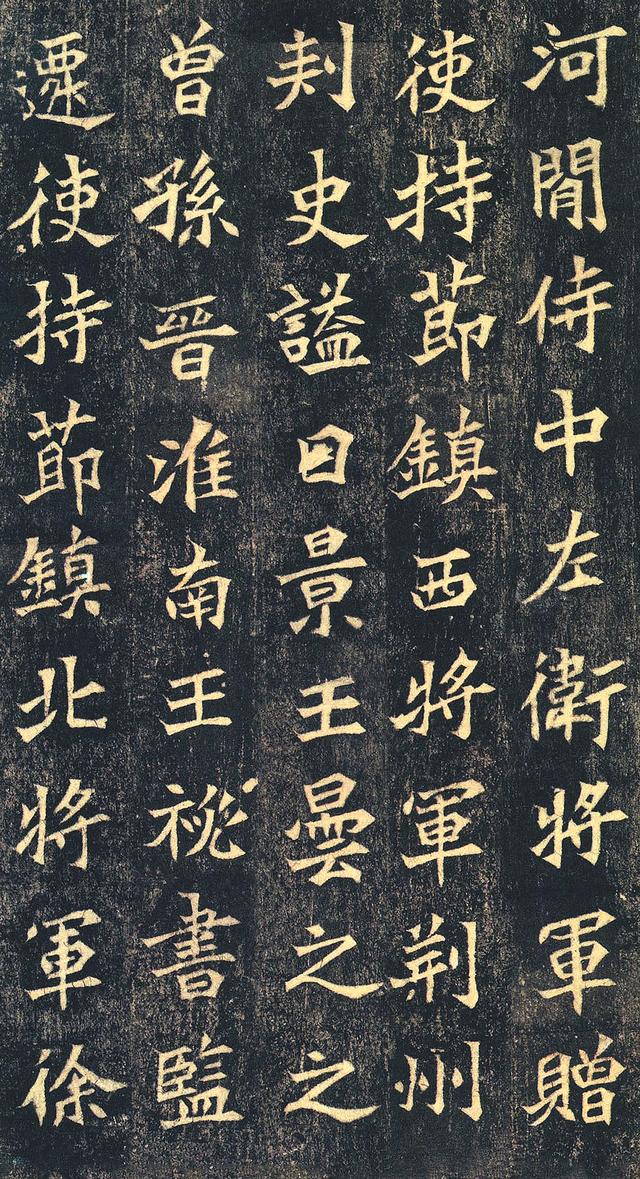 河閒侍中左衛將軍贈
使持節鎮西將軍荊州
刺史謚曰景王曇之之
曾孫晉淮南王祕書監
遷使持節鎮北將軍徐